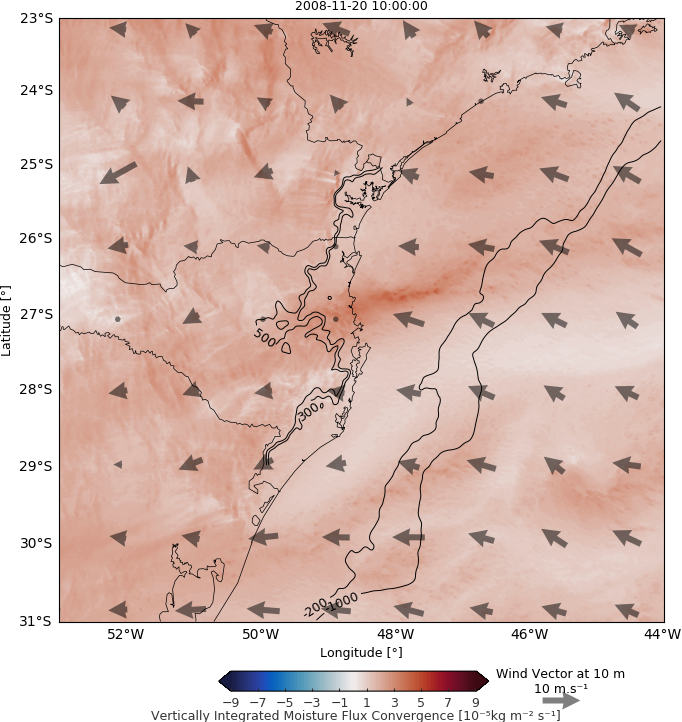 2008-11-20 10:00:00
23°S
24°S
25°S
26°S
27°S
28°S
29°S
30°S
31°S
Latitude [°]
500
300
-200
-1000
52°W 50°W 48°W 46°W 44°W
Longitude [°]
−9 −7 −5 −3 −1 1 3 5 7 9
Vertically Integrated Moisture Flux Convergence [10⁻⁵kg m⁻² s⁻¹]
Wind Vector at 10 m
10 m.s⁻¹